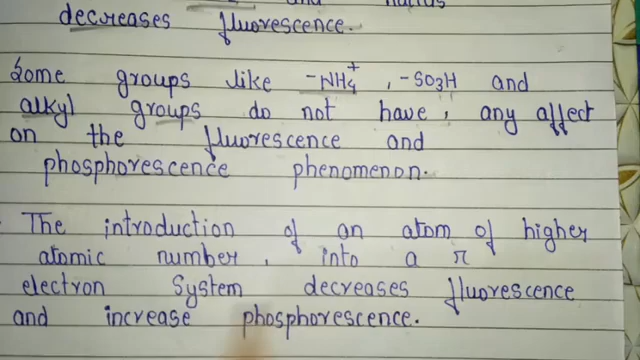 and
decreases fluorescence.
Some groups like -NH4+, -SO3H and
alkyl groups do not have, any affect
on the fluorescence and
phosphorescence phenomenon.
The introduction of an atom of higher
atomic number, into a π
electron System decreases fluorescence
and increase phosphorescence.